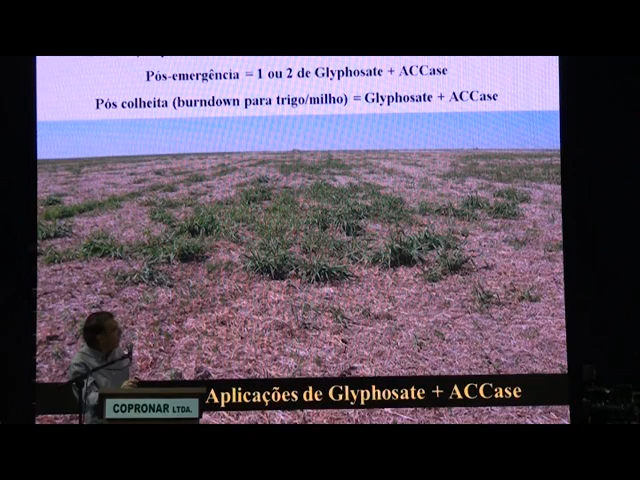 Pós-emergência = 1 ou 2 de Glyphosate + ACCase
Pós colheita (burndown para trigo/milho) = Glyphosate + ACCase
Aplicações de Glyphosate + ACCase
COPRONAR LTDA.